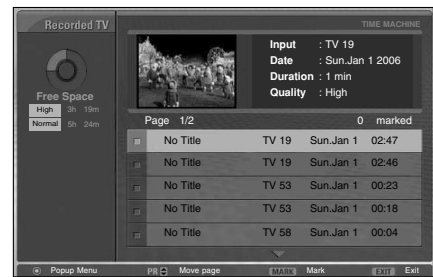 Recorded TV
TIME MACHINE
Input : TV 19
Date : Sun.Jan 1 2006
Duration : 1 min
Quality : High
Free Space
High 3h 19m
Normal 5h 24m
Page 1/2 0 marked
No Title TV 19 Sun.Jan 1 02:47
No Title TV 19 Sun.Jan 1 02:46
No Title TV 53 Sun.Jan 1 00:23
No Title TV 53 Sun.Jan 1 00:18
No Title TV 58 Sun.Jan 1 00:04
Popup Menu PR Move page MARK Mark EXIT Exit